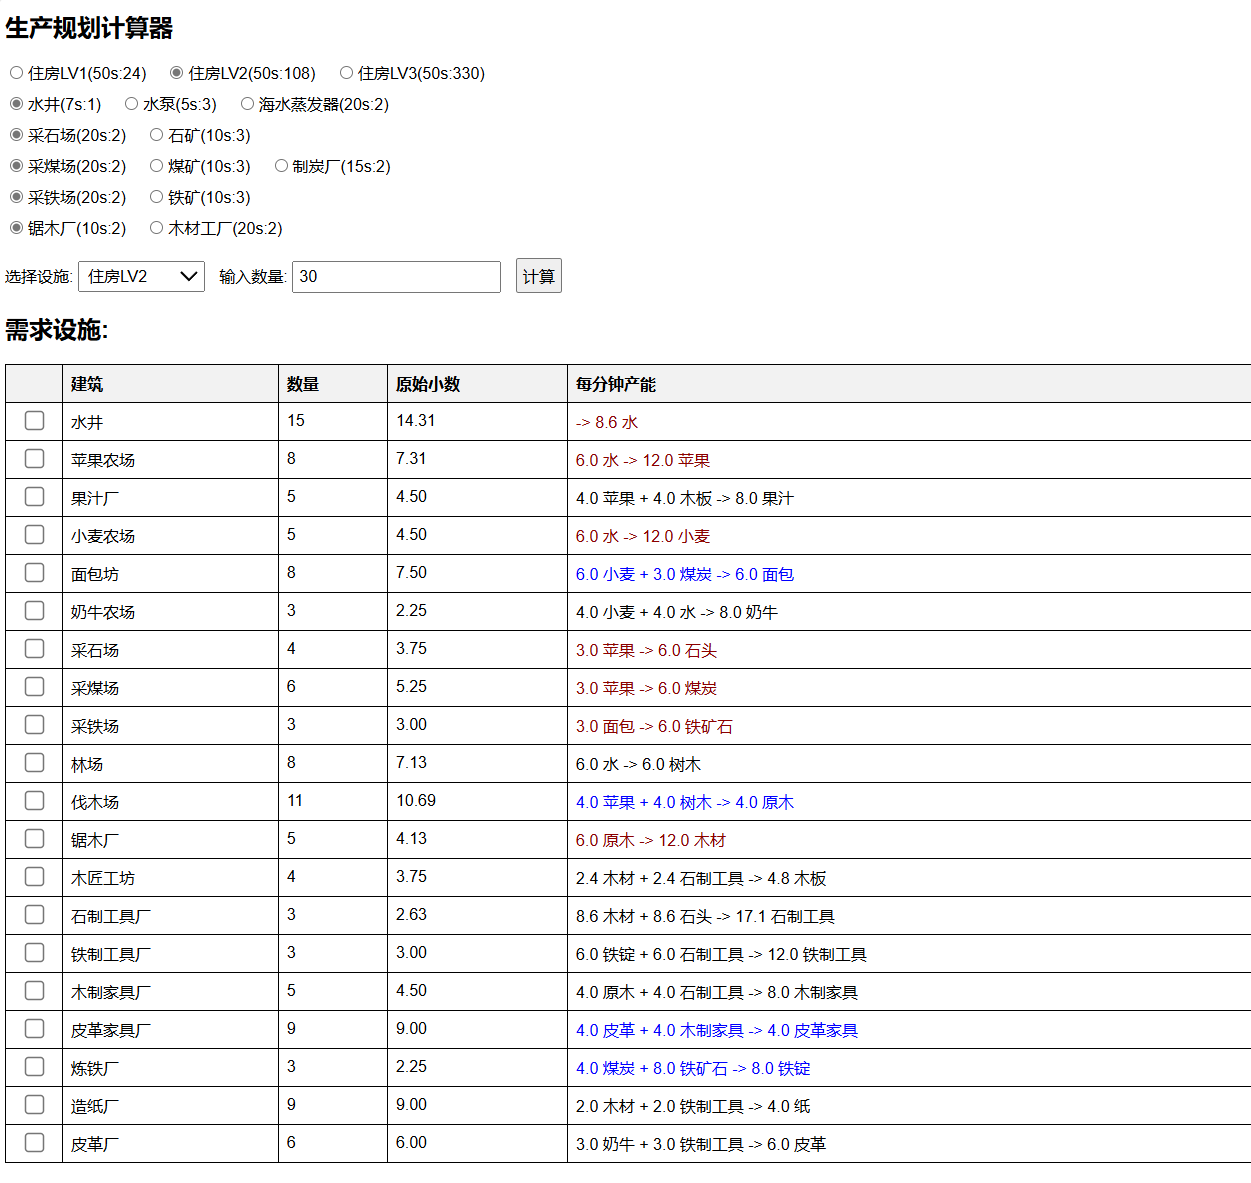 生产规划计算器
住房LV1(50s:24) 住房LV2(50s:108) 住房LV3(50s:330)
水井(7s:1) 水泵(5s:3) 海水蒸发器(20s:2)
采石场(20s:2) 石矿(10s:3)
采煤场(20s:2) 煤矿(10s:3) 制炭厂(15s:2)
采铁场(20s:2) 铁矿(10s:3)
锯木厂(10s:2) 木材工厂(20s:2)
选择设施: 住房LV2 输入数量: 30 计算
需求设施:
建筑 数量 原始小数 每分钟产能
水井 15 14.31 -> 8.6 水
苹果农场 8 7.31 6.0 水 -> 12.0 苹果
果汁厂 5 4.50 4.0 苹果 + 4.0 木板 -> 8.0 果汁
小麦农场 5 4.50 6.0 水 -> 12.0 小麦
面包坊 8 7.50 6.0 小麦 + 3.0 煤炭 -> 6.0 面包
奶牛农场 3 2.25 4.0 小麦 + 4.0 水 -> 8.0 奶牛
采石场 4 3.75 3.0 苹果 -> 6.0 石头
采煤场 6 5.25 3.0 苹果 -> 6.0 煤炭
采铁场 3 3.00 3.0 面包 -> 6.0 铁矿石
林场 8 7.13 6.0 水 -> 6.0 树木
伐木场 11 10.69 4.0 苹果 + 4.0 树木 -> 4.0 原木
锯木厂 5 4.13 6.0 原木 -> 12.0 木材
木匠工坊 4 3.75 2.4 木材 + 2.4 石制工具 -> 4.8 木板
石制工具厂 3 2.63 8.6 木材 + 8.6 石头 -> 17.1 石制工具
铁制工具厂 3 3.00 6.0 铁锭 + 6.0 石制工具 -> 12.0 铁制工具
木制家具厂 5 4.50 4.0 原木 + 4.0 石制工具 -> 8.0 木制家具
皮革家具厂 9 9.00 4.0 皮革 + 4.0 木制家具 -> 4.0 皮革家具
炼铁厂 3 2.25 4.0 煤炭 + 8.0 铁矿石 -> 8.0 铁锭
造纸厂 9 9.00 2.0 木材 + 2.0 铁制工具 -> 4.0 纸
皮革厂 6 6.00 3.0 奶牛 + 3.0 铁制工具 -> 6.0 皮革